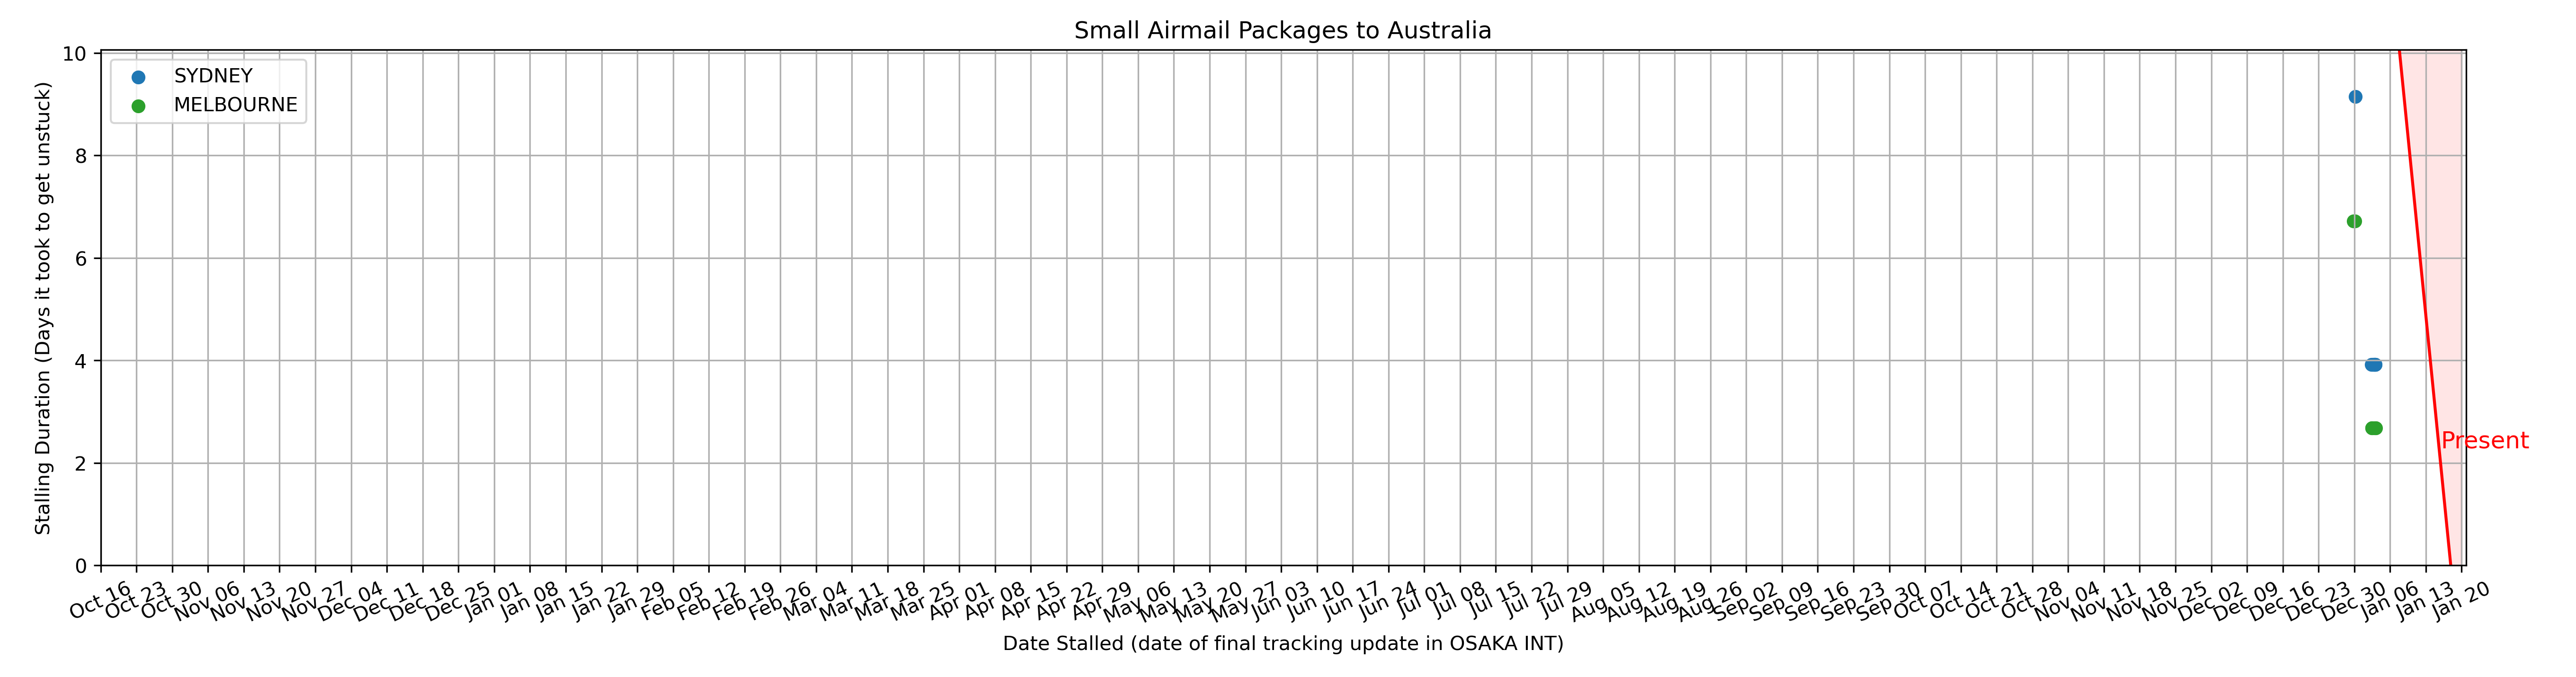 Small Airmail Packages to Australia
Stalling Duration (Days it took to get unstuck)
10
8
6
4
2
0
SYDNEY
MELBOURNE
Present
Oct 16 Oct 23 Oct 30 Nov 06 Nov 13 Nov 20 Nov 27 Dec 04 Dec 11 Dec 18 Dec 25 Jan 01 Jan 08 Jan 15 Jan 22 Jan 29 Feb 05 Feb 12 Feb 19 Feb 26 Mar 04 Mar 11 Mar 18 Mar 25 Apr 01 Apr 08 Apr 15 Apr 22 Apr 29 May 06 May 13 May 20 May 27 Jun 03 Jun 10 Jun 17 Jun 24 Jul 01 Jul 08 Jul 15 Jul 22 Jul 29 Aug 05 Aug 12 Aug 19 Aug 26 Sep 02 Sep 09 Sep 16 Sep 23 Sep 30 Oct 07 Oct 14 Oct 21 Oct 28 Nov 04 Nov 11 Nov 18 Nov 25 Dec 02 Dec 09 Dec 16 Dec 23 Dec 30 Jan 06 Jan 13 Jan 20
Date Stalled (date of final tracking update in OSAKA INT)